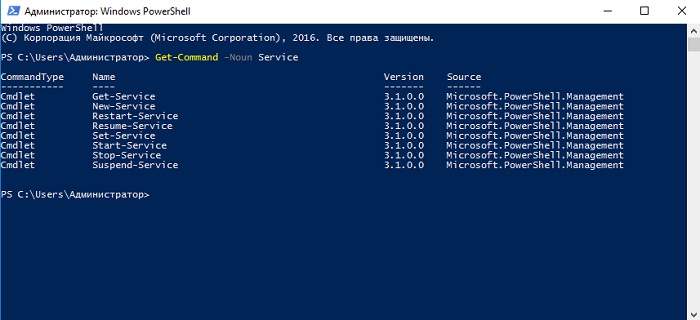 Администратор: Windows PowerShell
Windows PowerShell
(C) Корпорация Майкрософт (Microsoft Corporation), 2016. Все права защищены.
PS C:\Users\Администратор> Get-Command -Noun Service
CommandType Name Version Source
----------- ---- ------- ------
Cmdlet Get-Service 3.1.0.0 Microsoft.PowerShell.Management
Cmdlet New-Service 3.1.0.0 Microsoft.PowerShell.Management
Cmdlet Restart-Service 3.1.0.0 Microsoft.PowerShell.Management
Cmdlet Resume-Service 3.1.0.0 Microsoft.PowerShell.Management
Cmdlet Set-Service 3.1.0.0 Microsoft.PowerShell.Management
Cmdlet Start-Service 3.1.0.0 Microsoft.PowerShell.Management
Cmdlet Stop-Service 3.1.0.0 Microsoft.PowerShell.Management
Cmdlet Suspend-Service 3.1.0.0 Microsoft.PowerShell.Management
PS C:\Users\Администратор>